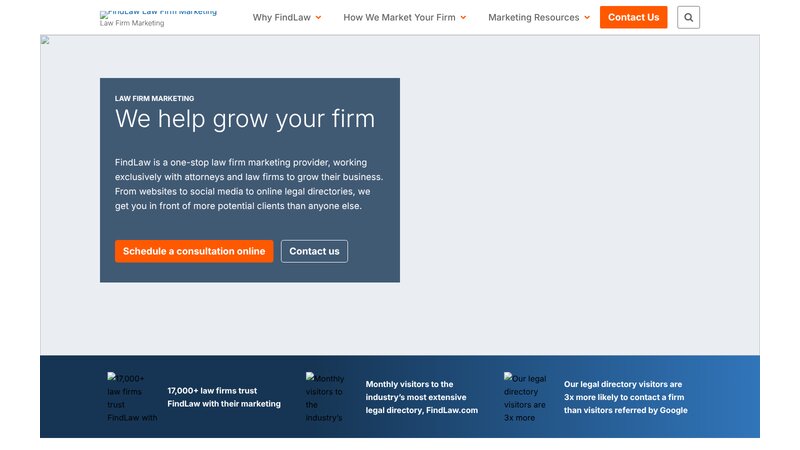 FindLaw Law Firm Marketing
Law Firm Marketing
Why FindLaw
How We Market Your Firm
Marketing Resources
Contact Us
LAW FIRM MARKETING
We help grow your firm
FindLaw is a one-stop law firm marketing provider, working
exclusively with attorneys and law firms to grow their business.
From websites to social media to online legal directories, we
get you in front of more potential clients than anyone else.
Schedule a consultation online
Contact us
17,000+
law firms
trust
FindLaw with
17,000+ law firms trust
FindLaw with their marketing
Monthly
visitors to
the
industry's
Monthly visitors to the
industry's most extensive
legal directory, FindLaw.com
Our legal
directory
visitors are
3x more
Our legal directory visitors are
3x more likely to contact a firm
than visitors referred by Google